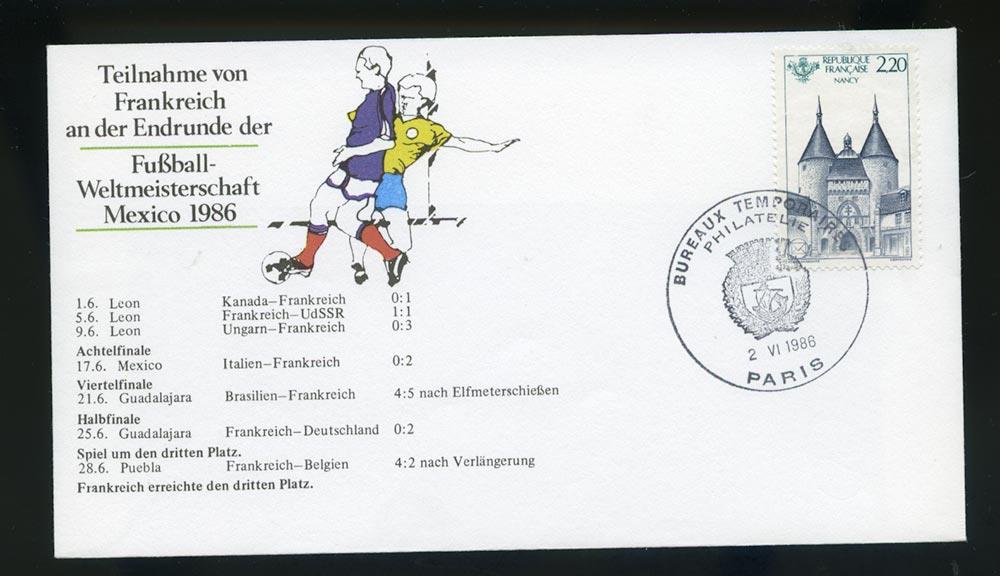 Teilnahme von
Frankreich
an der Endrunde der
Fußball-
Weltmeisterschaft
Mexico 1986
REPUBLIQUE
FRANÇAISE 2,20
NANCY
BUREAUX TEMPORAIRES
PHILATELIE
2 VI 1986
PARIS
1.6. Leon Kanada–Frankreich 0:1
5.6. Leon Frankreich–UdSSR 1:1
9.6. Leon Ungarn–Frankreich 0:3
Achtelfinale
17.6. Mexico Italien–Frankreich 0:2
Viertelfinale
21.6. Guadalajara Brasilien–Frankreich 4:5 nach Elfmeterschießen
Halbfinale
25.6. Guadalajara Frankreich–Deutschland 0:2
Spiel um den dritten Platz.
28.6. Puebla Frankreich–Belgien 4:2 nach Verlängerung
Frankreich erreichte den dritten Platz.